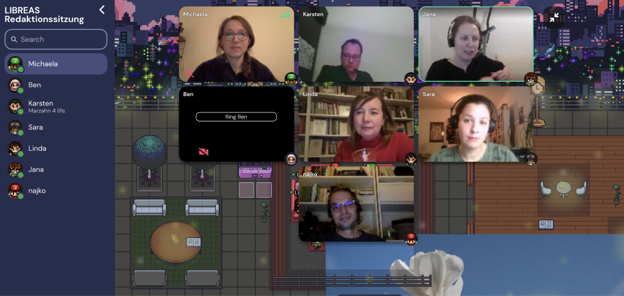 LIBREAS
Redaktionssitzung
Search
Michaela
Ben
Karsten
Marzahn 4 life.
Sara
Linda
Jana
najko
Michaela
Karsten
Jana
Ben
Ring Ben
Linda
Sara
najko